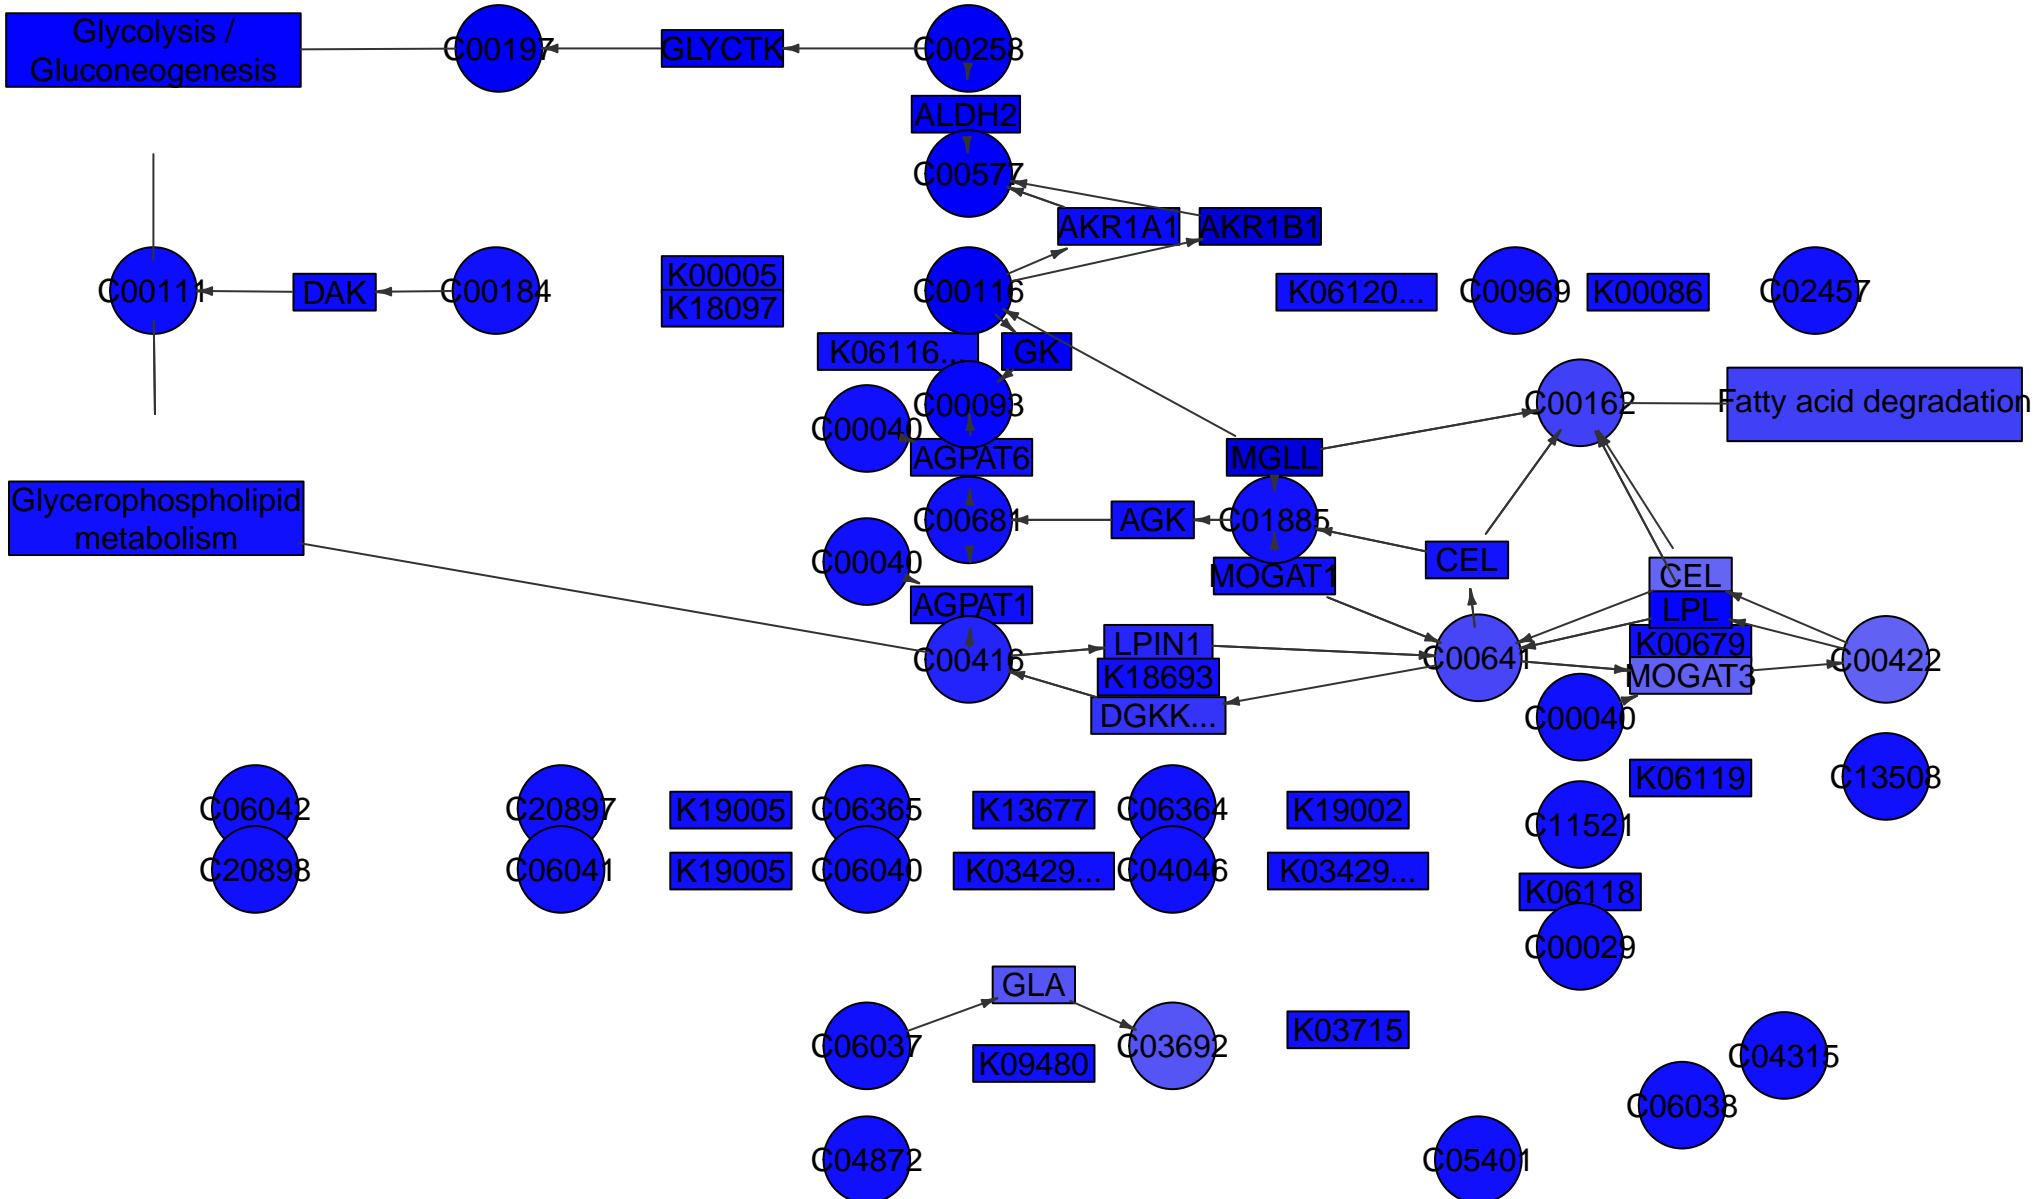 Glycolysis /
Gluconeogenesis
C00197
GLYCTK
C00258
ALDH2
C00577
AKR1A1
AKR1B1
C00111
DAK
C00184
K00005
K18097
C00116
K06120...
C00969
K00086
C02457
K06116...
GK
C00093
C00040
AGPAT6
MGLL
C00162
Fatty acid degradation
Glycerophospholipid
metabolism
C00681
AGK
C01885
C00040
MOGAT1
CEL
CEL
AGPAT1
LPL
C00416
LPIN1
K18693
DGKK...
C00641
K00679
MOGAT3
C00422
C00040
C06042
C20897
K19005
C06365
K13677
C06364
K19002
K06119
C13508
C11521
C20898
C06041
K19005
C06040
K03429...
C04046
K03429...
K06118
C00029
GLA
C06037
K09480
C03692
K03715
C04315
C06038
C04872
C05401